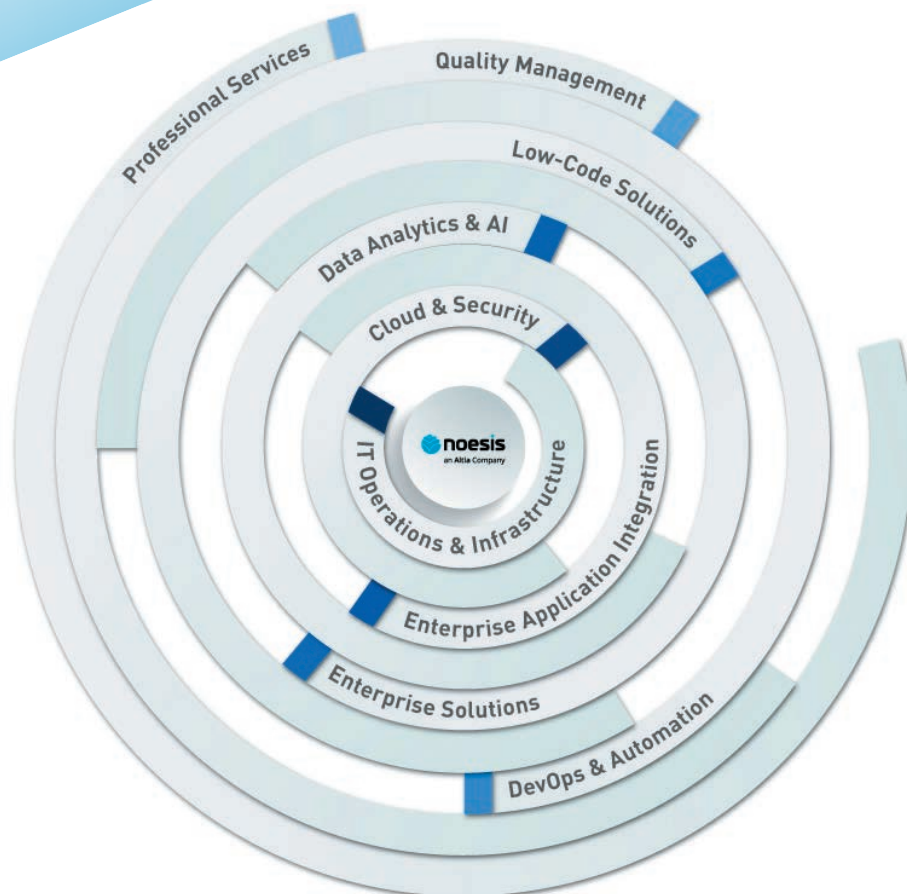 Professional Services
Quality Management
Low-Code Solutions
Data Analytics & AI
Cloud & Security
noesis
an Altia Company
IT Operations & Infrastructure
Enterprise Application Integration
Enterprise Solutions
DevOps & Automation